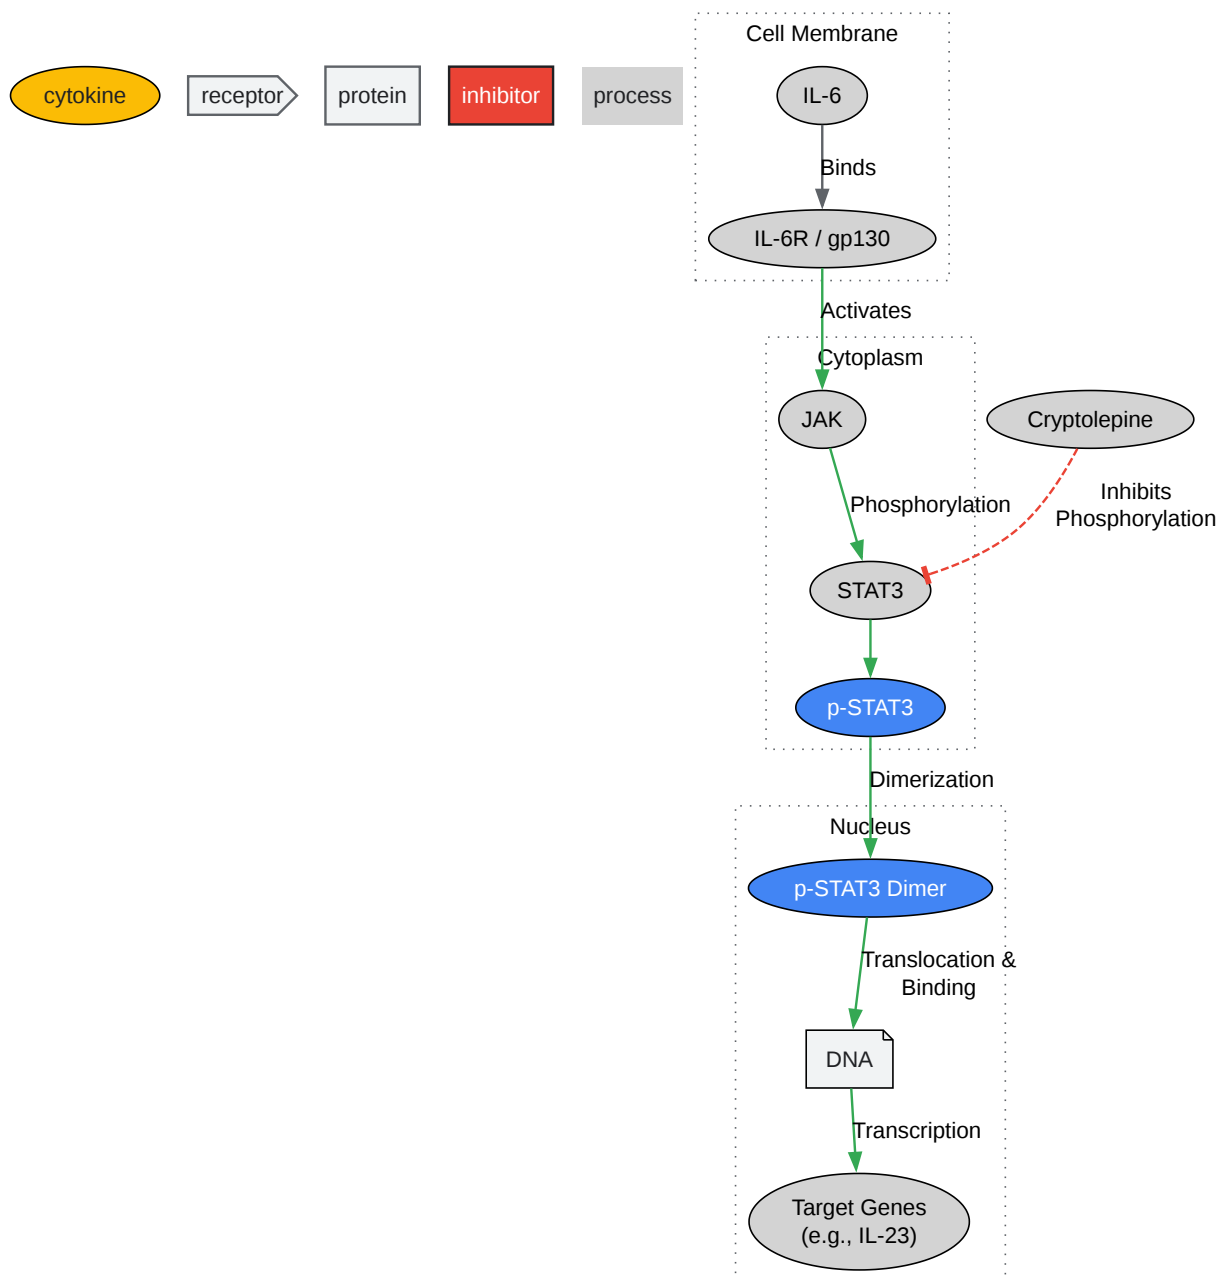 Cell Membrane
cytokine
receptor
protein
inhibitor
process
IL-6
Binds
IL-6R / gp130
Activates
Cytoplasm
JAK
Cryptolepine
Phosphorylation
Inhibits
Phosphorylation
STAT3
p-STAT3
Dimerization
Nucleus
p-STAT3 Dimer
Translocation &
Binding
DNA
Transcription
Target Genes
(e.g., IL-23)